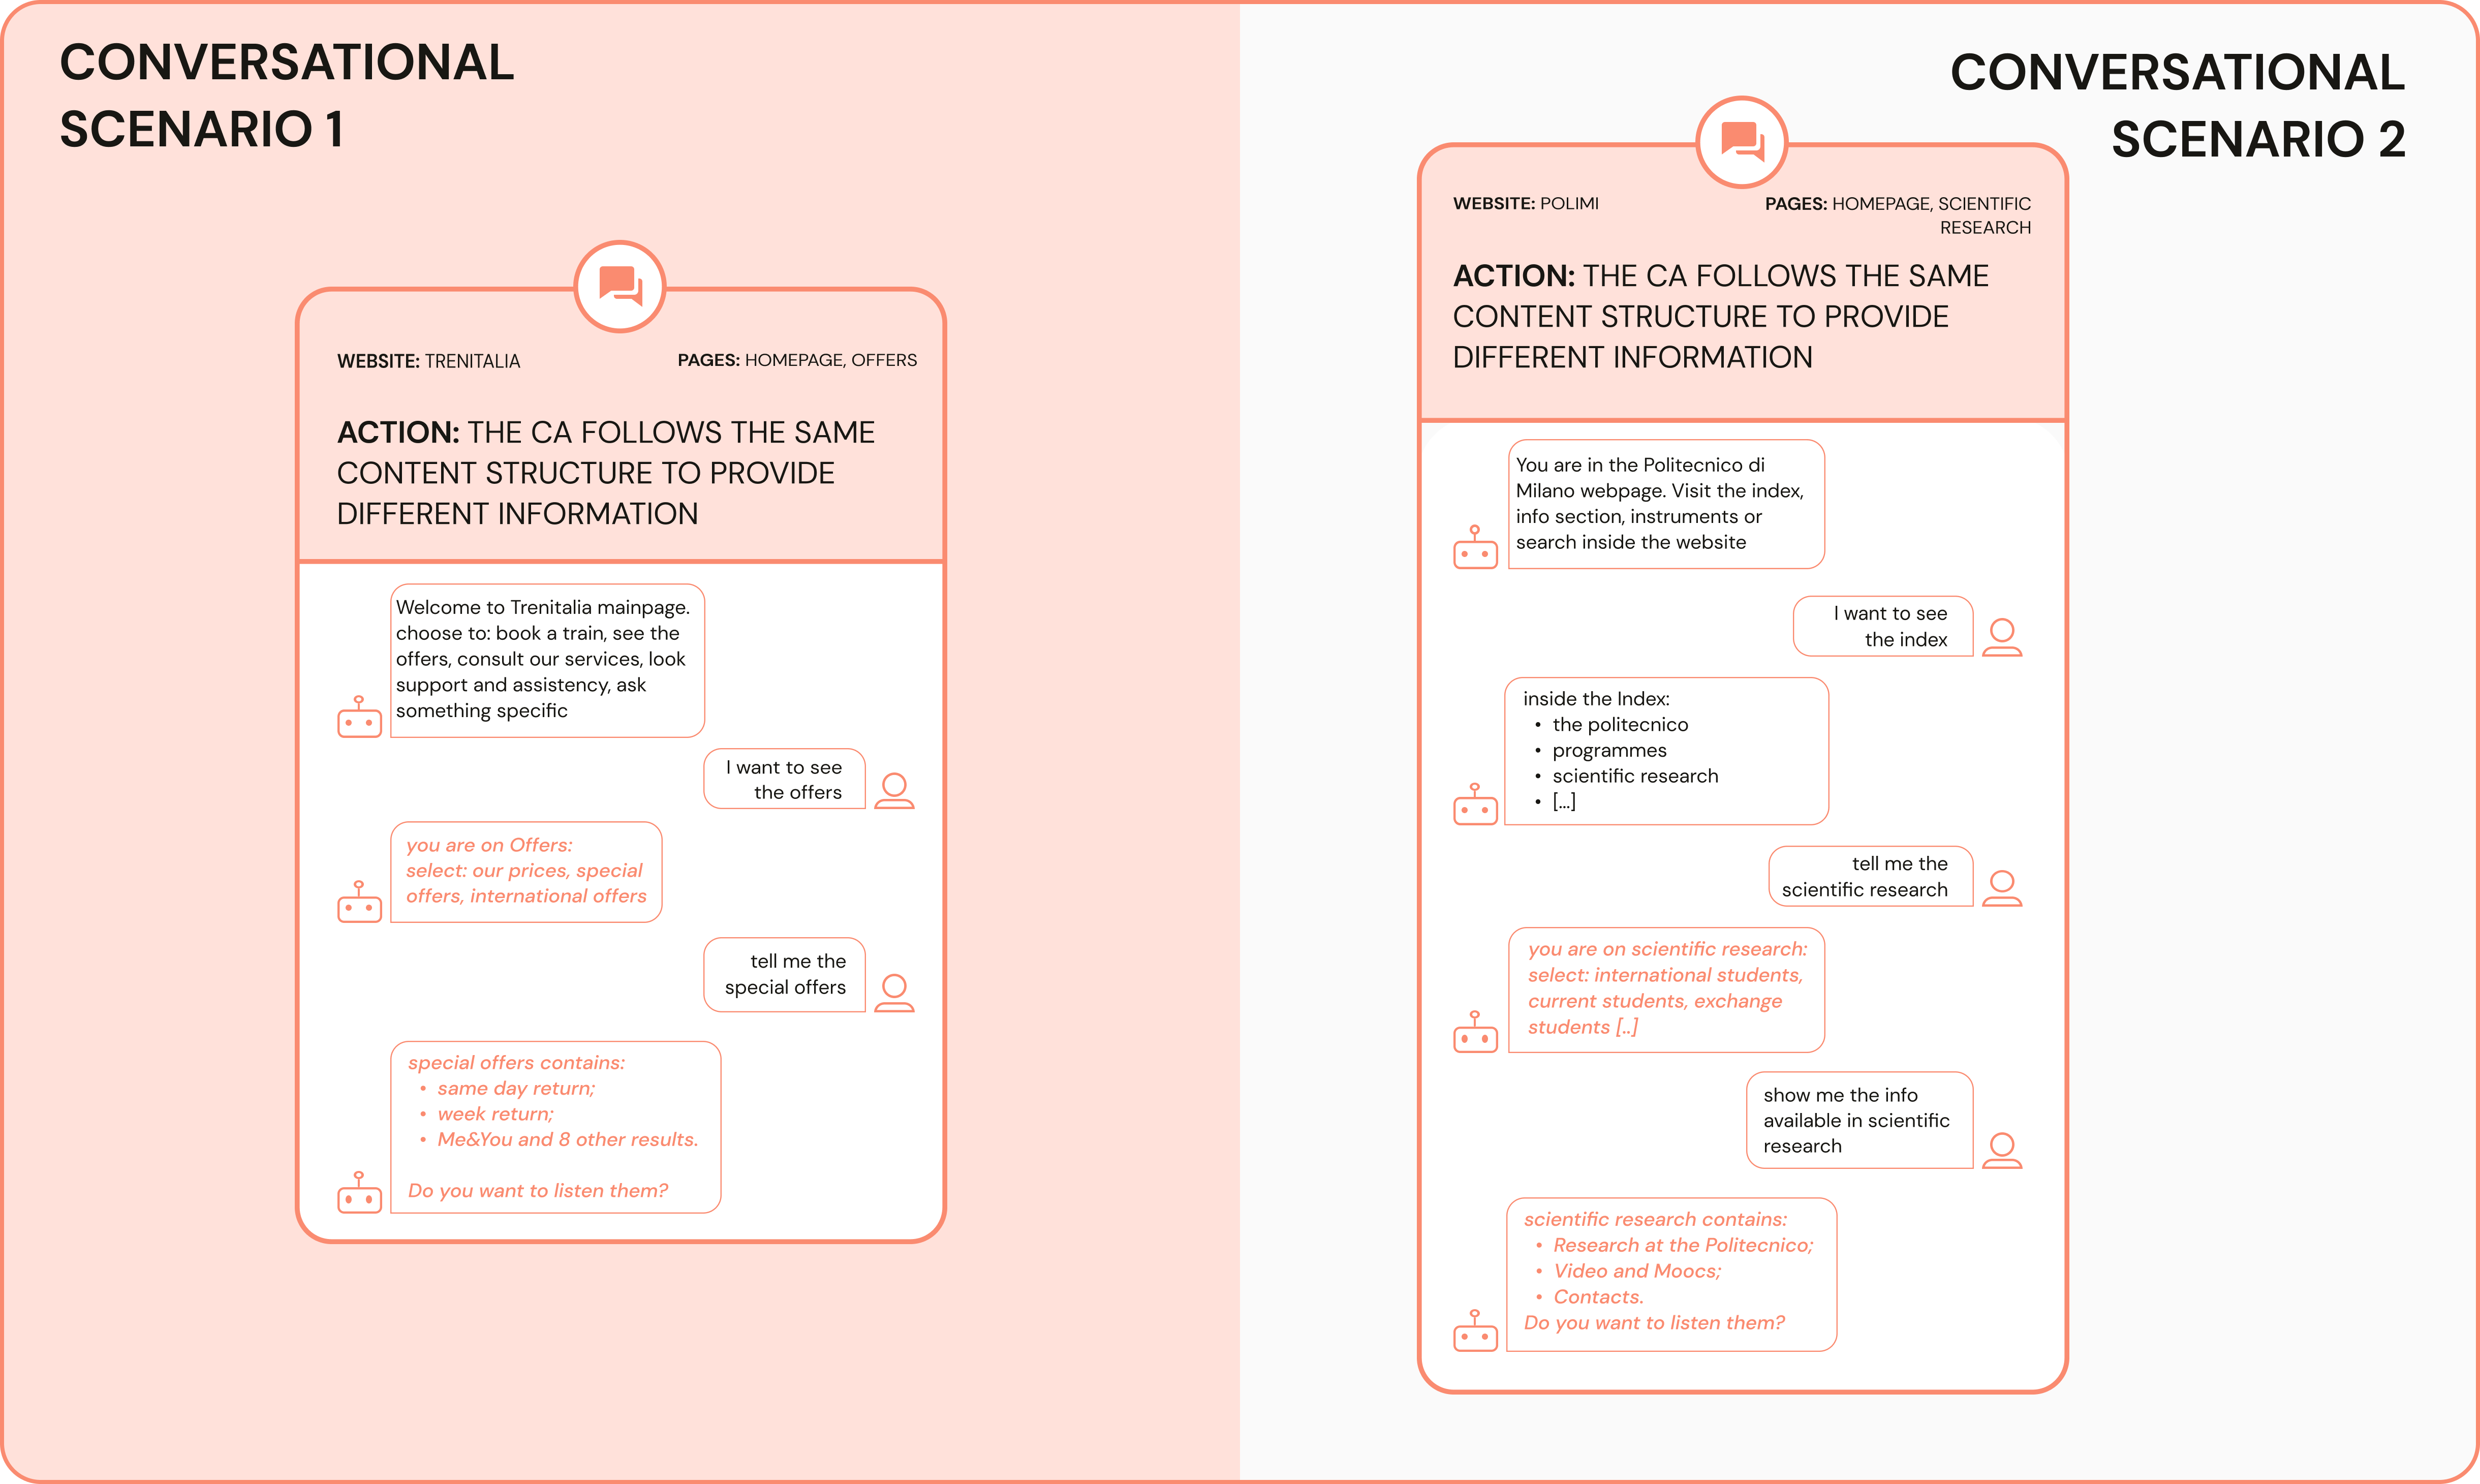 CONVERSATIONAL
SCENARIO 1
WEBSITE: TRENITALIA
PAGES: HOMEPAGE, OFFERS
ACTION: THE CA FOLLOWS THE SAME
CONTENT STRUCTURE TO PROVIDE
DIFFERENT INFORMATION
Welcome to Trenitalia mainpage.
choose to: book a train, see the
offers, consult our services, look
support and assistency, ask
something specific
I want to see
the offers
you are on Offers:
select: our prices, special
offers, international offers
tell me the
special offers
special offers contains:
• same day return;
• week return;
• Me&You and 8 other results.
Do you want to listen them?
CONVERSATIONAL
SCENARIO 2
WEBSITE: POLIMI
PAGES: HOMEPAGE, SCIENTIFIC
RESEARCH
ACTION: THE CA FOLLOWS THE SAME
CONTENT STRUCTURE TO PROVIDE
DIFFERENT INFORMATION
You are in the Politecnico di
Milano webpage. Visit the index,
info section, instruments or
search inside the website
I want to see
the index
inside the Index:
• the politecnico
• programmes
• scientific research
• [...]
tell me the
scientific research
you are on scientific research:
select: international students,
current students, exchange
students [..]
show me the info
available in scientific
research
scientific research contains:
• Research at the Politecnico;
• Video and Moocs;
• Contacts.
Do you want to listen them?